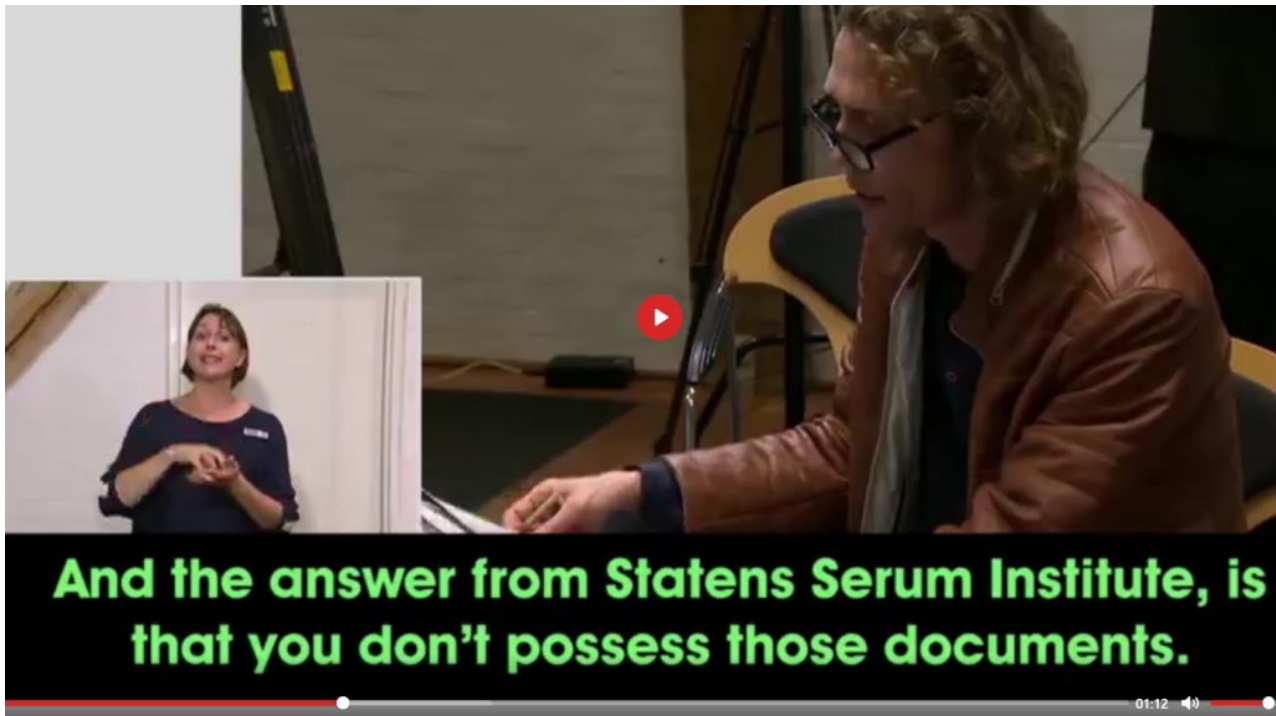 And the answer from Statens Serum Institute, is
that you don't possess those documents.
01:12